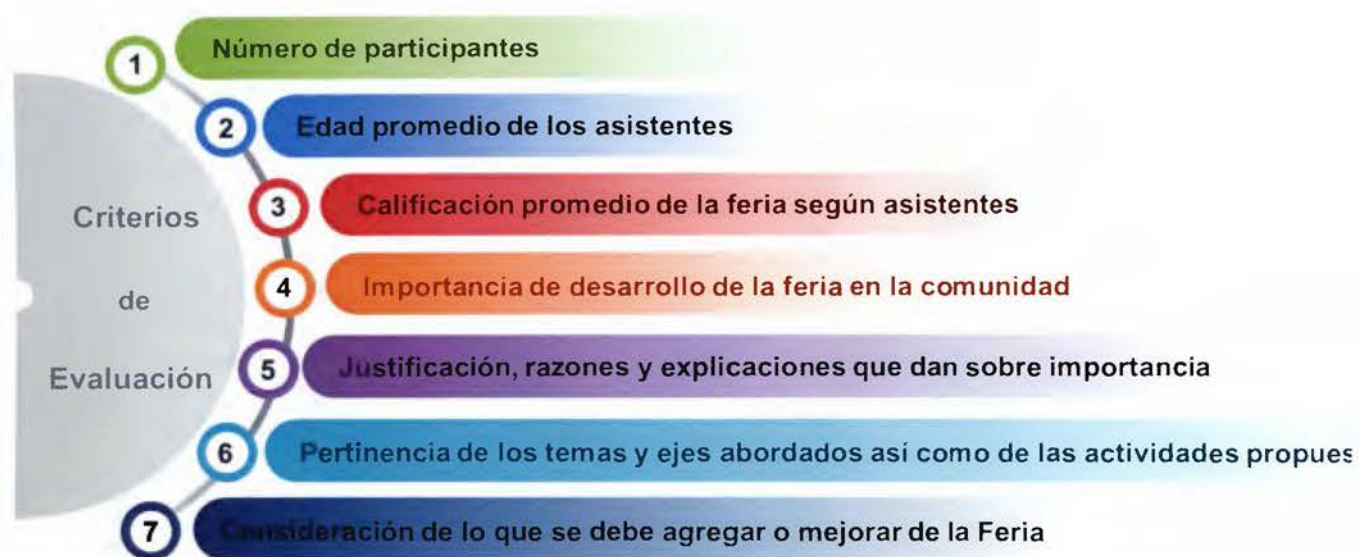 Criterios
de
Evaluación
1
Número de participantes
2
Edad promedio de los asistentes
3
Calificación promedio de la feria según asistentes
4
Importancia de desarrollo de la feria en la comunidad
5
Justificación, razones y explicaciones que dan sobre importancia
6
Pertinencia de los temas y ejes abordados así como de las actividades propues
7
Consideración de lo que se debe agregar o mejorar de la Feria